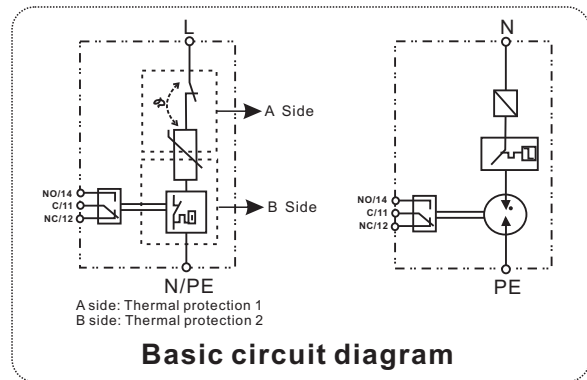 L
A Side
NO/14
C/11
NC/12
B Side
N/PE
A side: Thermal protection 1
B side: Thermal protection 2
N
NO/14
C/11
NC/12
PE
Basic circuit diagram